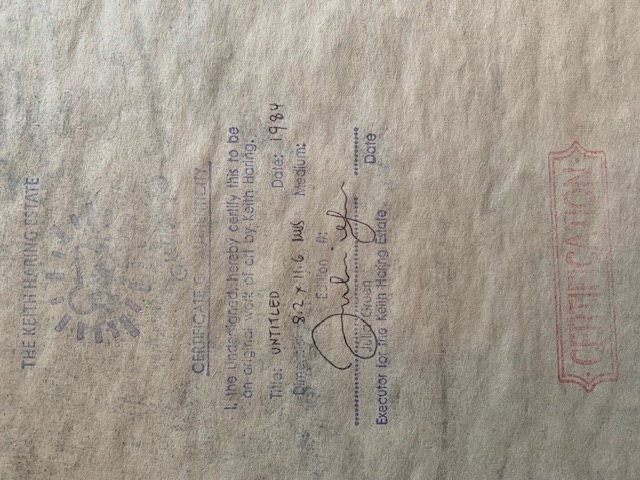 THE KEITH HARING ESTATE
CERTIFICATE OF AUTHENTICITY
I, the undersigned, hereby certify this to be
an original work of art by Keith Haring.
Title: UNTITLED Date: 1984
Dimensions: 8.2 x 11.6 INS Medium:
Edition #:
Julia Gruen Date
Executor for the Keith Haring Estate
CERTIFICATION